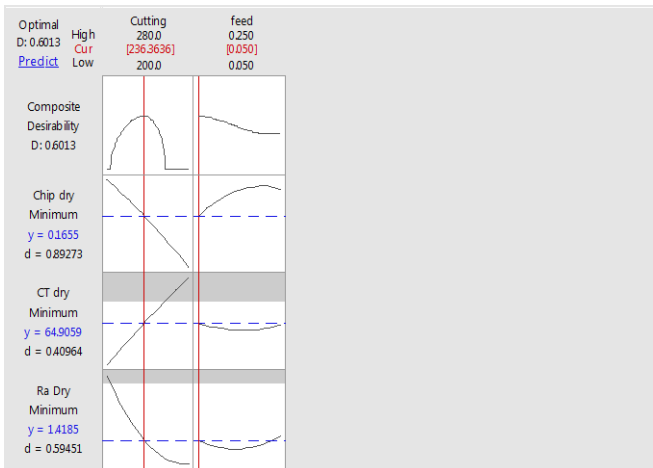 Optimal
D: 0.6013
Predict
High
Cur
Low
Cutting
280.0
[236.3636]
200.0
feed
0.250
[0.050]
0.050
Composite
Desirability
D: 0.6013
Chip dry
Minimum
y = 0.1655
d = 0.89273
CT dry
Minimum
y = 64.9059
d = 0.40964
Ra Dry
Minimum
y = 1.4185
d = 0.59451